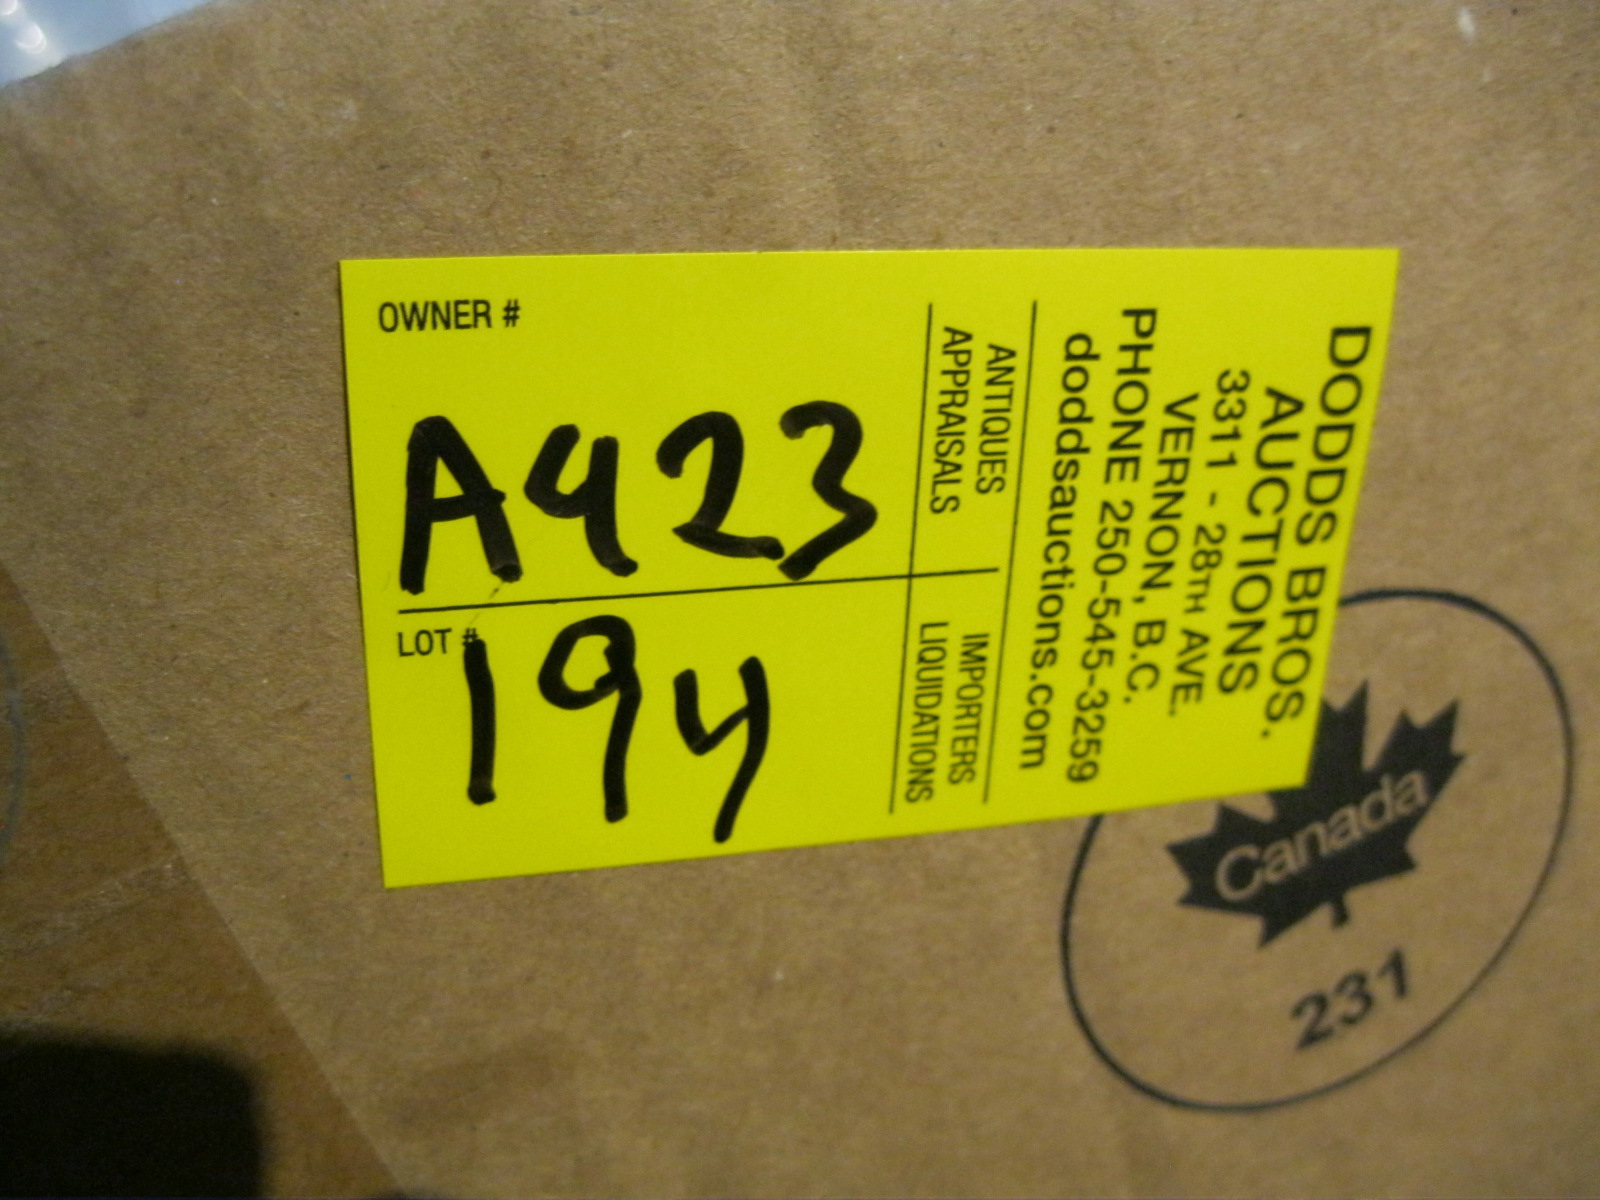 OWNER #
A423
LOT #
194
ANTIQUES
APPRAISALS
IMPORTERS
LIQUIDATIONS
DODDS BROS.
AUCTIONS
3311 - 28TH AVE.
VERNON, B.C.
PHONE 250-545-3259
doddsauctions.com
Canada
231